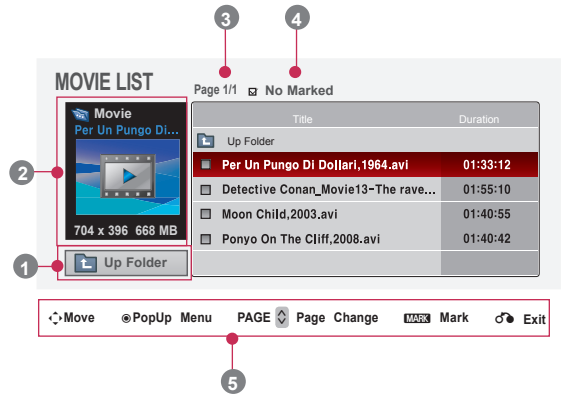 3
4
MOVIE LIST
Page 1/1 No Marked
Movie
Per Un Pungo Di...
704 x 396 668 MB
Up Folder
Title Duration
Up Folder
Per Un Pungo Di Dollari,1964.avi 01:33:12
Detective Conan_Movie13-The rave... 01:55:10
Moon Child,2003.avi 01:40:55
Ponyo On The Cliff,2008.avi 01:40:42
2
1
Move PopUp Menu PAGE Page Change MARK Mark Exit
5